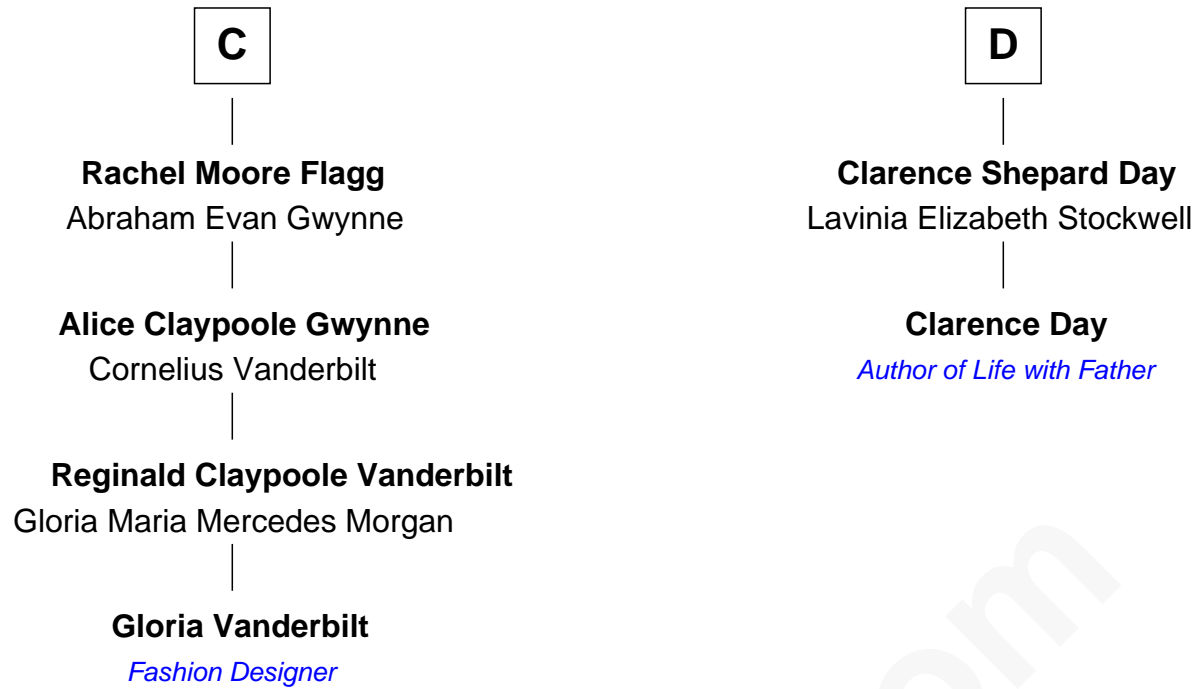 C
Rachel Moore Flagg
Abraham Evan Gwynne
Alice Claypoole Gwynne
Cornelius Vanderbilt
Reginald Claypoole Vanderbilt
Gloria Maria Mercedes Morgan
Gloria Vanderbilt
Fashion Designer
D
Clarence Shepard Day
Lavinia Elizabeth Stockwell
Clarence Day
Author of Life with Father
om